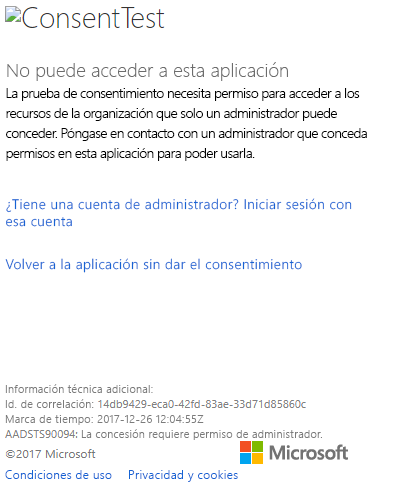 ConsentTest
No puede acceder a esta aplicación
La prueba de consentimiento necesita permiso para acceder a los
recursos de la organización que solo un administrador puede
conceder. Póngase en contacto con un administrador que conceda
permisos en esta aplicación para poder usarla.
¿Tiene una cuenta de administrador? Iniciar sesión con
esa cuenta
Volver a la aplicación sin dar el consentimiento
Información técnica adicional:
Id. de correlación: 14db9429-eca0-42fd-83ae-33d71d85860c
Marca de tiempo: 2017-12-26 12:04:55Z
AADSTS90094: La concesión requiere permiso de administrador.
©2017 Microsoft
Microsoft
Condiciones de uso Privacidad y cookies